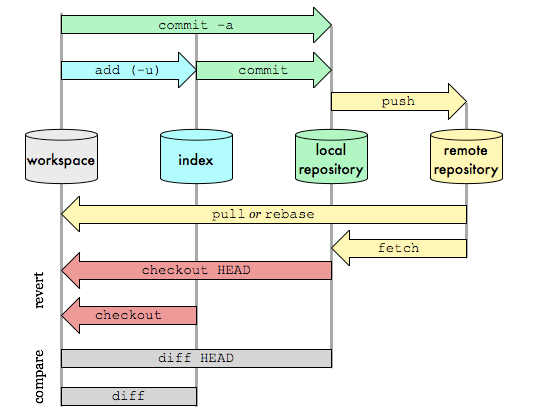 commit -a
add (-u)
commit
push
workspace
index
local
repository
remote
repository
pull or rebase
fetch
revert
checkout HEAD
checkout
compare
diff HEAD
diff